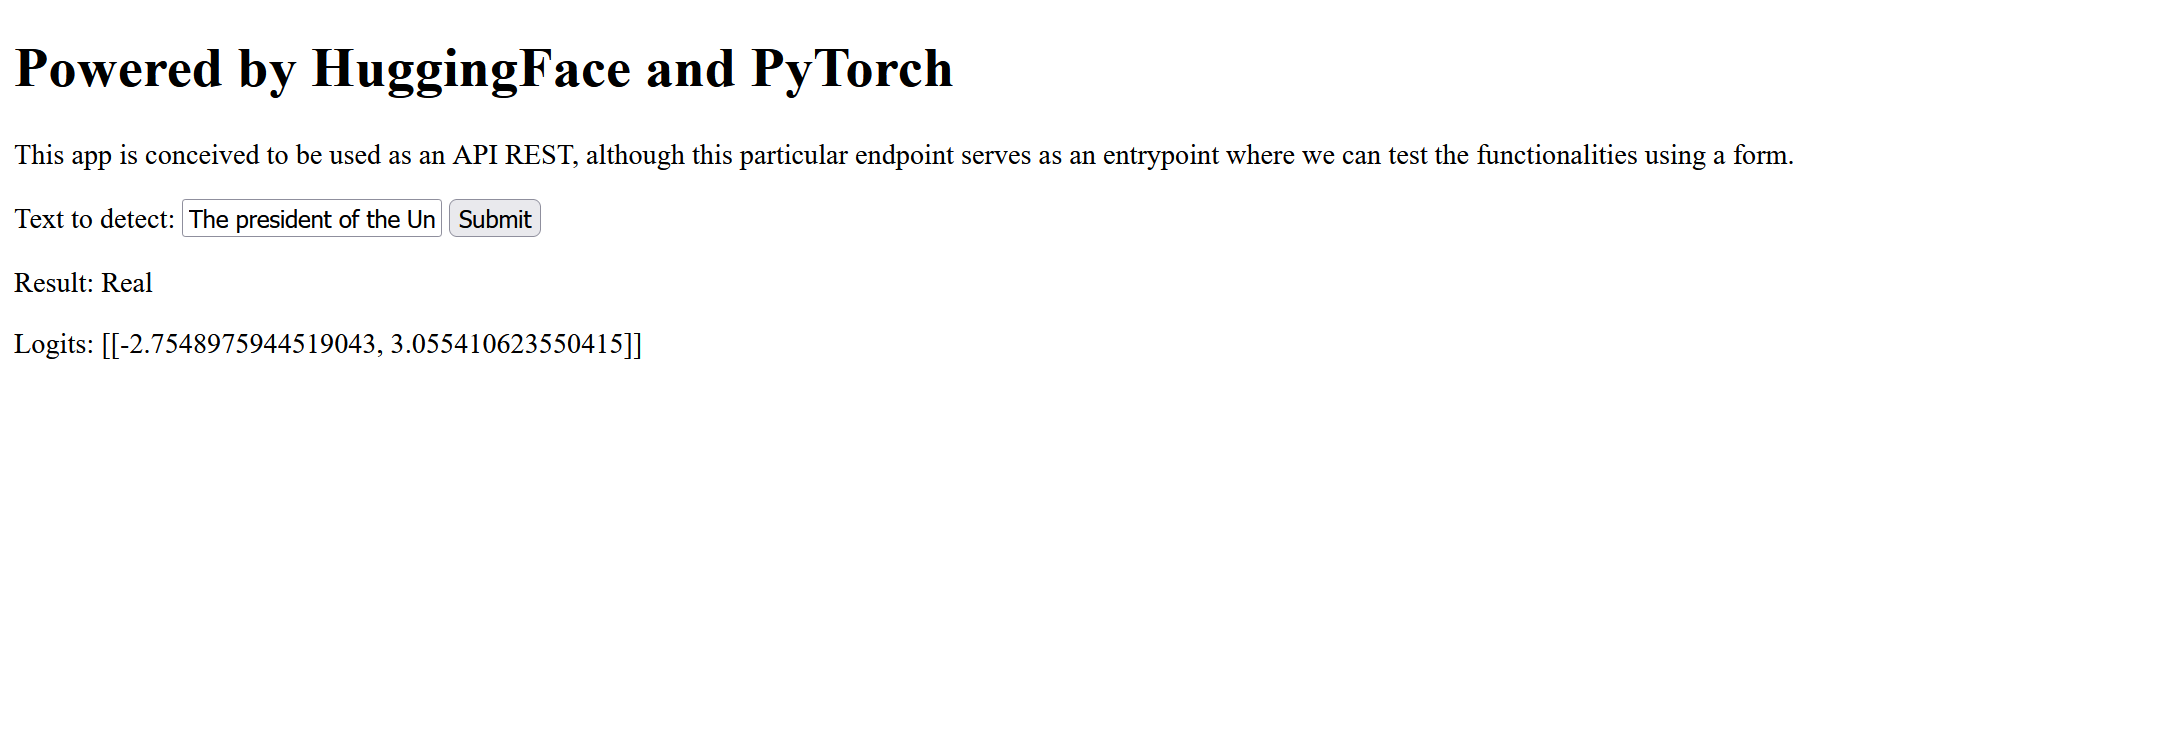 Powered by HuggingFace and PyTorch
This app is conceived to be used as an API REST, although this particular endpoint serves as an entrypoint where we can test the functionalities using a form.
Text to detect: The president of the Un Submit
Result: Real
Logits: [[-2.7548975944519043, 3.055410623550415]]